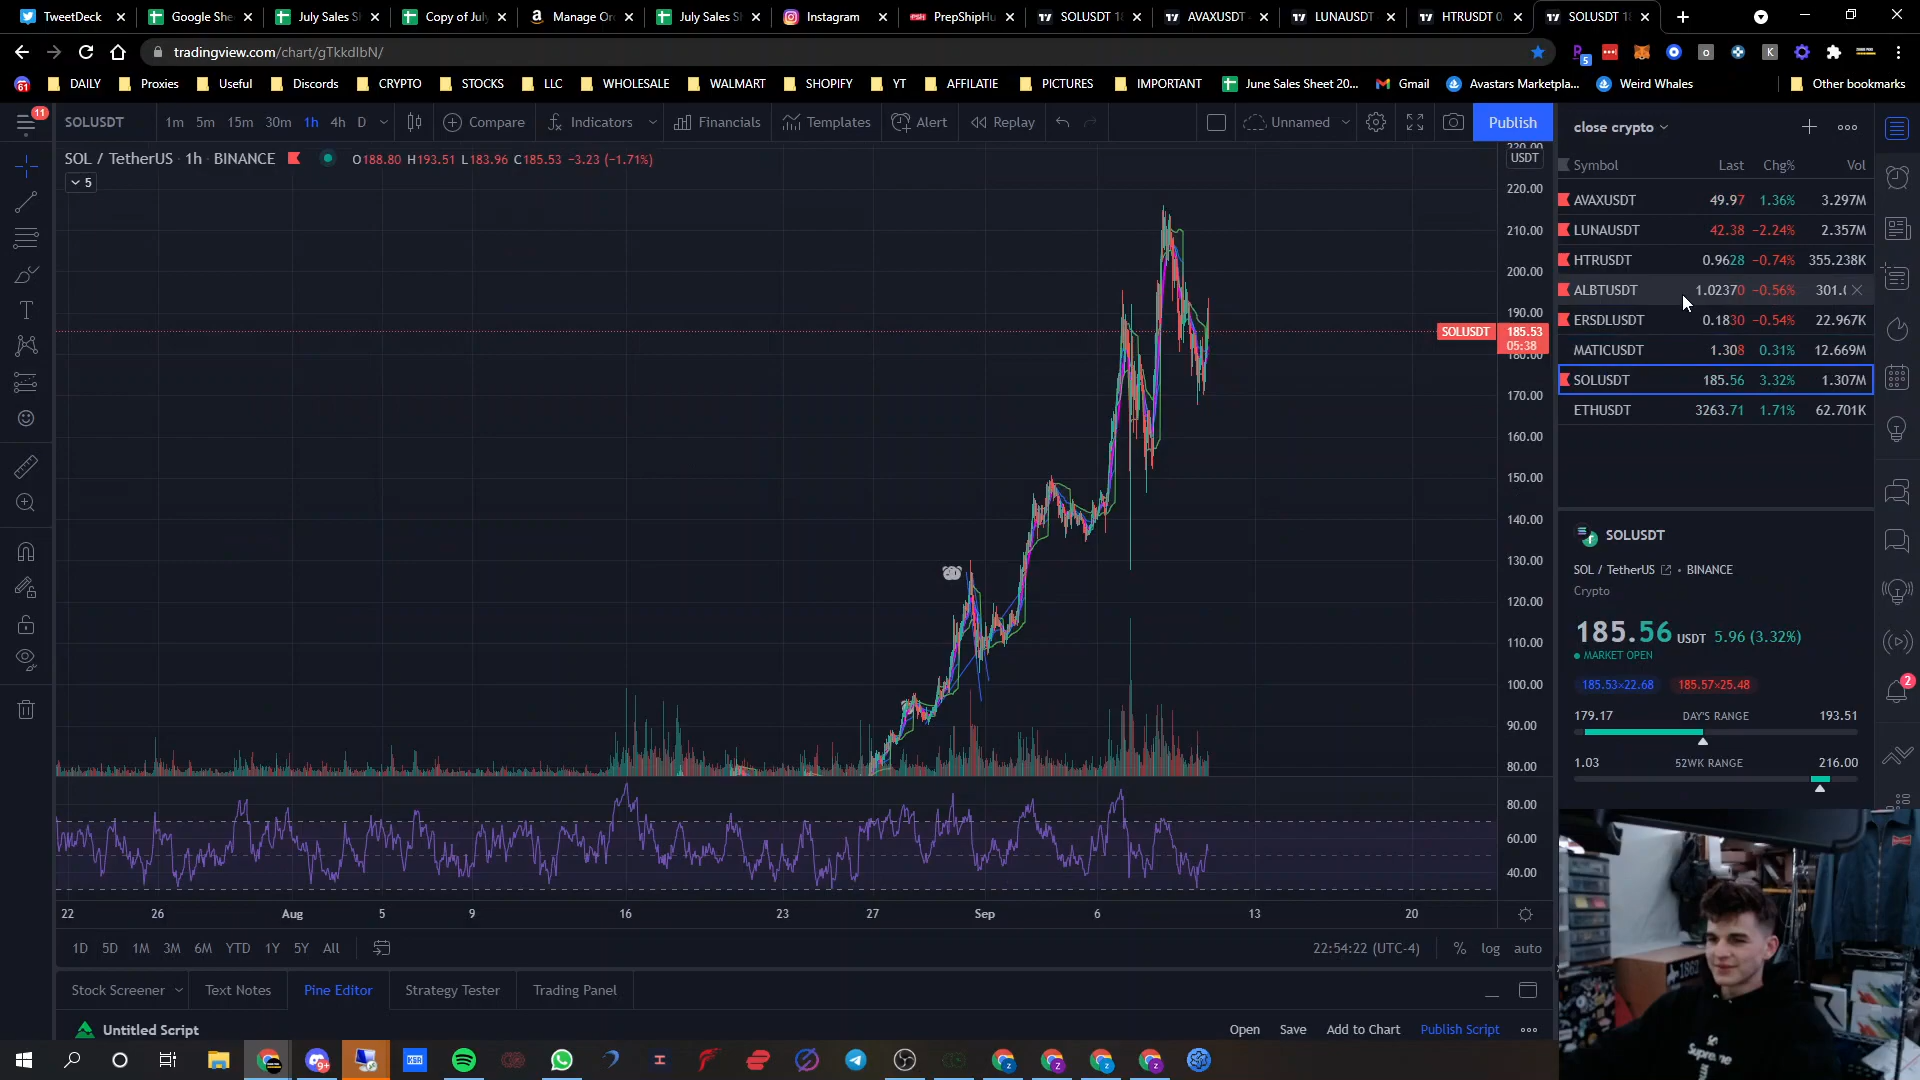 TweetDeck
Google She
July Sales S
Copy of July
Manage Or
July Sales S
Instagram
PrepShipHu
SOLUSDT 18
AVAXUSDT
LUNAUSDT
HTRUSDT 0.
SOLUSDT 18
tradingview.com/chart/gTkkdIbN/
61
DAILY
Proxies
Useful
Discords
CRYPTO
STOCKS
LLC
WHOLESALE
WALMART
SHOPIFY
YT
AFFILATIE
PICTURES
IMPORTANT
June Sales Sheet 20...
Gmail
Avastars Marketpla...
Weird Whales
Other bookmarks
11
SOLUSDT
1m 5m 15m 30m 1h 4h D
Compare
Indicators
Financials
Templates
Alert
Replay
Unnamed
Publish
SOL / TetherUS · 1h · BINANCE
O188.80 H193.51 L183.96 C185.53 −3.23 (−1.71%)
5
USDT
220.00
210.00
200.00
190.00
SOLUSDT
185.53
05:38
180.00
170.00
160.00
150.00
140.00
130.00
120.00
110.00
100.00
90.00
80.00
80.00
60.00
40.00
22 26 Aug 5 9 16 23 27 Sep 6 13 20
1D 5D 1M 3M 6M YTD 1Y 5Y All
22:54:22 (UTC-4)
% log auto
Stock Screener
Text Notes
Pine Editor
Strategy Tester
Trading Panel
Untitled Script
Open
Save
Add to Chart
Publish Script
close crypto
Symbol Last Chg% Vol
AVAXUSDT 49.97 1.36% 3.297M
LUNAUSDT 42.38 −2.24% 2.357M
HTRUSDT 0.9628 −0.74% 355.238K
ALBTUSDT 1.02370 −0.56% 301.
ERSDLUSDT 0.1830 −0.54% 22.967K
MATICUSDT 1.308 0.31% 12.669M
SOLUSDT 185.56 3.32% 1.307M
ETHUSDT 3263.71 1.71% 62.701K
SOLUSDT
SOL / TetherUS • BINANCE
Crypto
185.56 USDT 5.96 (3.32%)
MARKET OPEN
185.53×22.68 185.57×25.48
179.17 DAY'S RANGE 193.51
1.03 52WK RANGE 216.00
2
Supreme